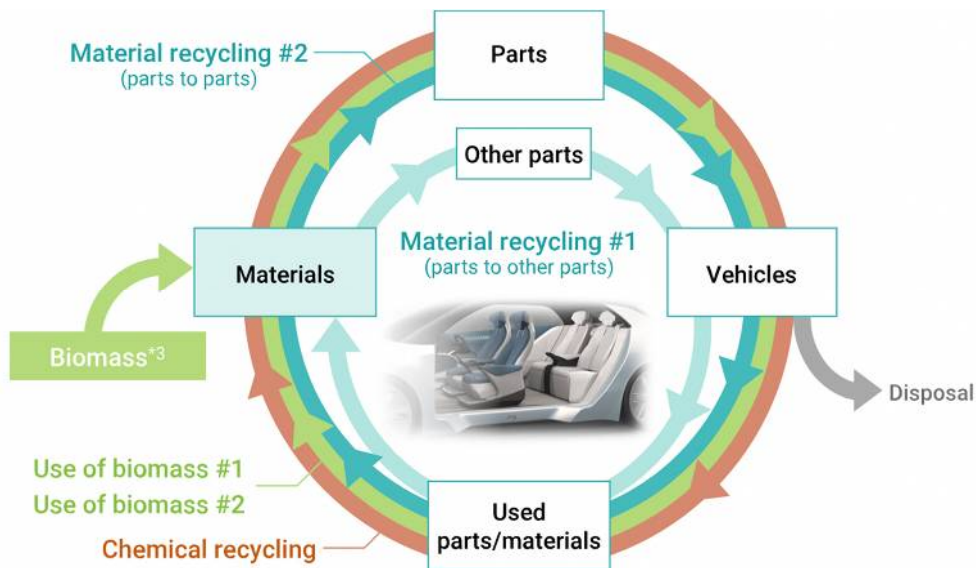 Material recycling #2
(parts to parts)
Parts
Other parts
Material recycling #1
(parts to other parts)
Materials
Vehicles
Biomass*3
Disposal
Use of biomass #1
Use of biomass #2
Chemical recycling
Used
parts/materials